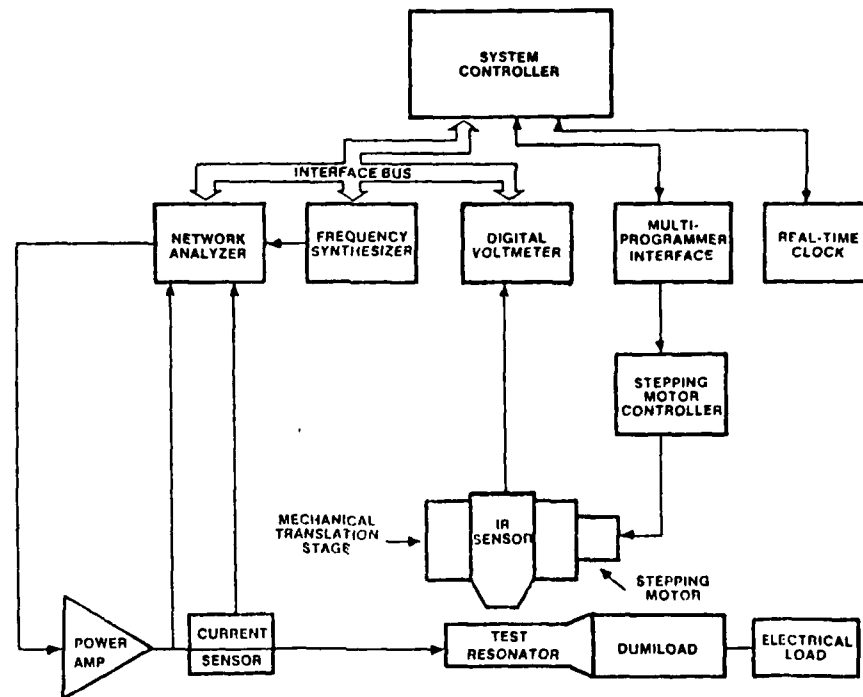 SYSTEM
CONTROLLER
INTERFACE BUS
NETWORK
ANALYZER
FREQUENCY
SYNTHESIZER
DIGITAL
VOLTMETER
MULTI-
PROGRAMMER
INTERFACE
REAL-TIME
CLOCK
STEPPING
MOTOR
CONTROLLER
MECHANICAL
TRANSLATION
STAGE
IR
SENSOR
STEPPING
MOTOR
POWER
AMP
CURRENT
SENSOR
TEST
RESONATOR
DUMILOAD
ELECTRICAL
LOAD